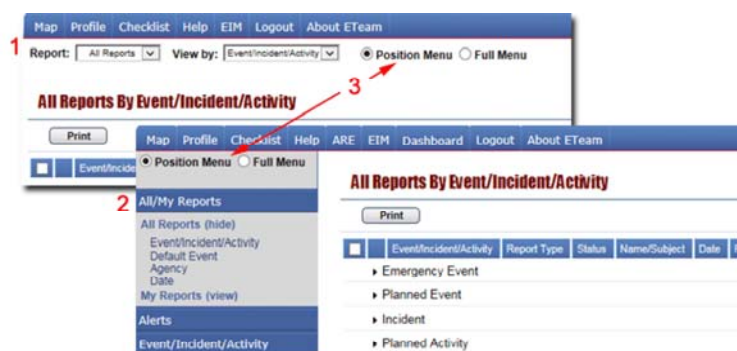 Map Profile Checklist Help EIM Logout About ETeam
1
Report: All Reports View by: Event/Incident/Activity Position Menu Full Menu
3
All Reports By Event/Incident/Activity
Print
Map Profile Checklist Help ARE EIM Dashboard Logout About ETeam
Position Menu Full Menu
2
All/My Reports
All Reports (hide)
Event/Incident/Activity
Default Event
Agency
Date
My Reports (view)
Alerts
Event/Incident/Activity
All Reports By Event/Incident/Activity
Print
Event/Incident/Activity Report Type Status Name/Subject Date
Emergency Event
Planned Event
Incident
Planned Activity